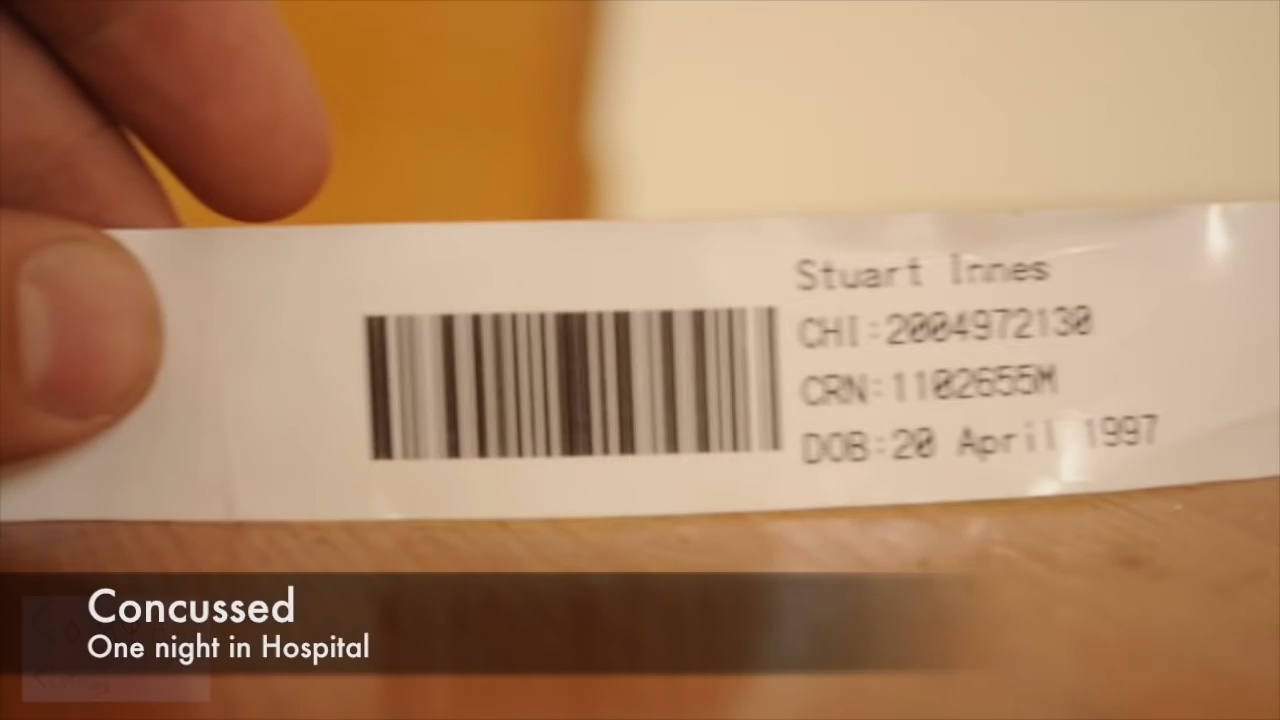 Stuart Innes
CHI:2004972130
CRN:1102655M
DOB:20 April 1997
Concussed
One night in Hospital